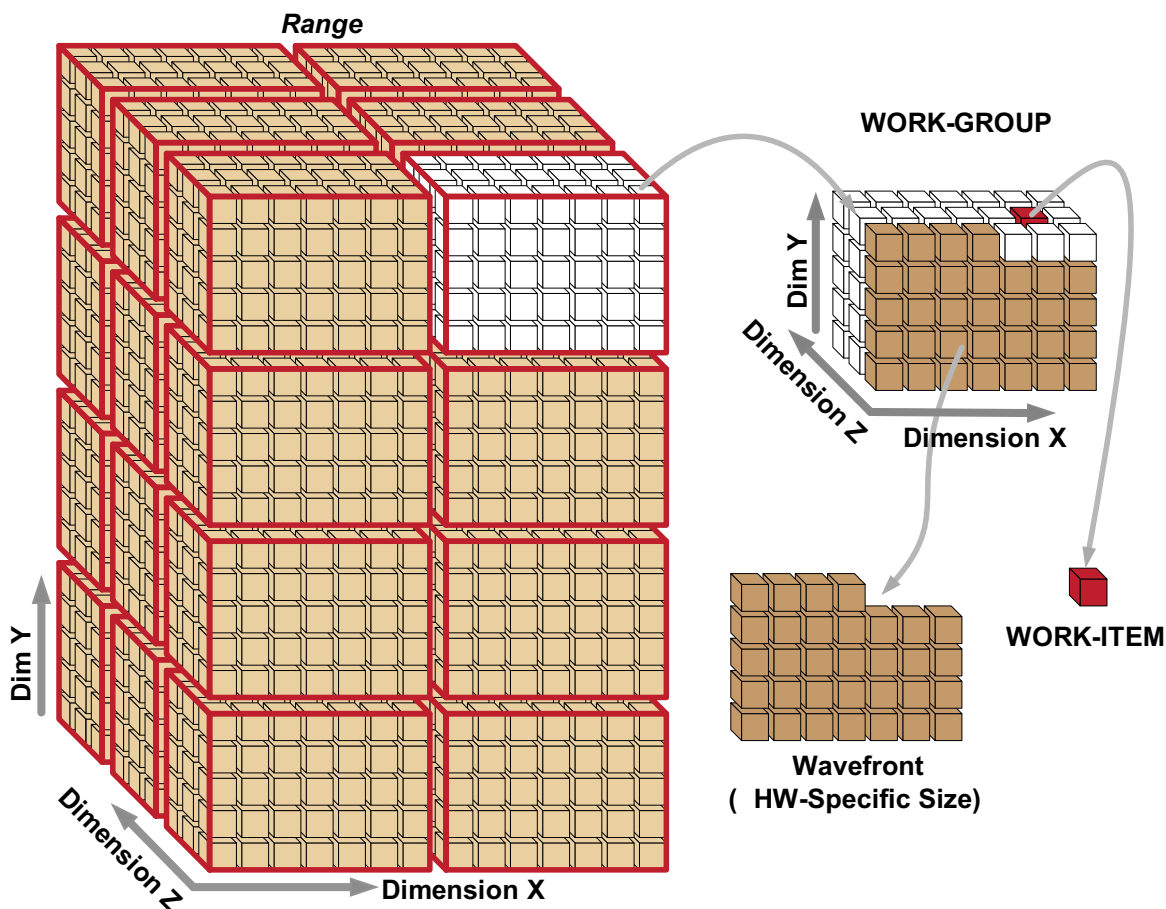 Range
WORK-GROUP
Dim Y
Dimension Z
Dimension X
WORK-ITEM
Dim Y
Wavefront
( HW-Specific Size)
Dimension Z
Dimension X